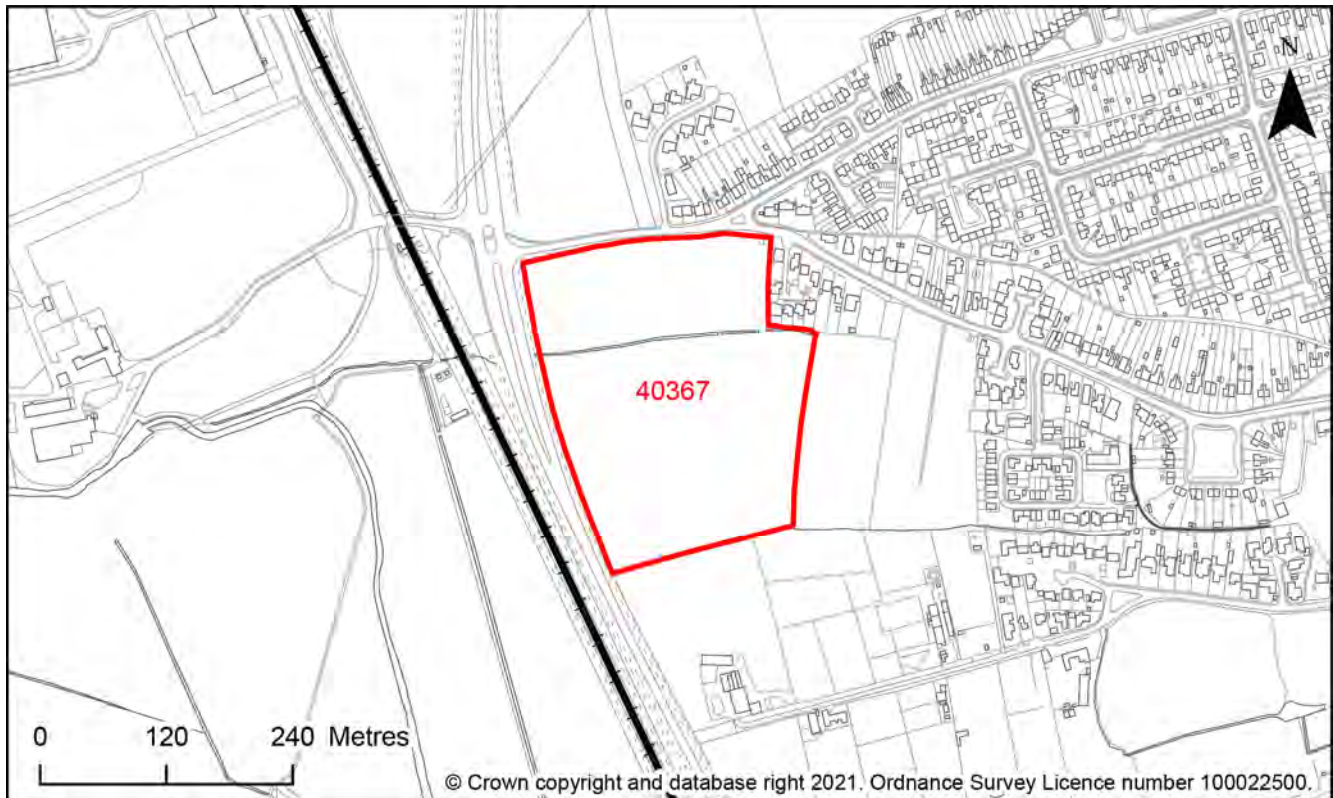 N
40367
0 120 240 Metres
© Crown copyright and database right 2021. Ordnance Survey Licence number 100022500.